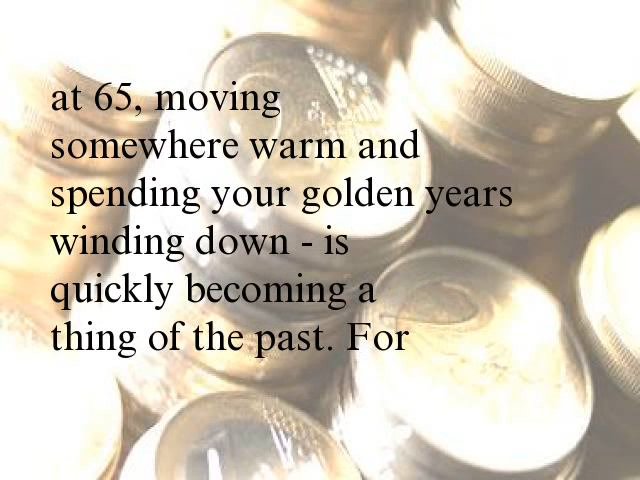 at 65, moving
somewhere warm and
spending your golden years
winding down - is
quickly becoming a
thing of the past. For